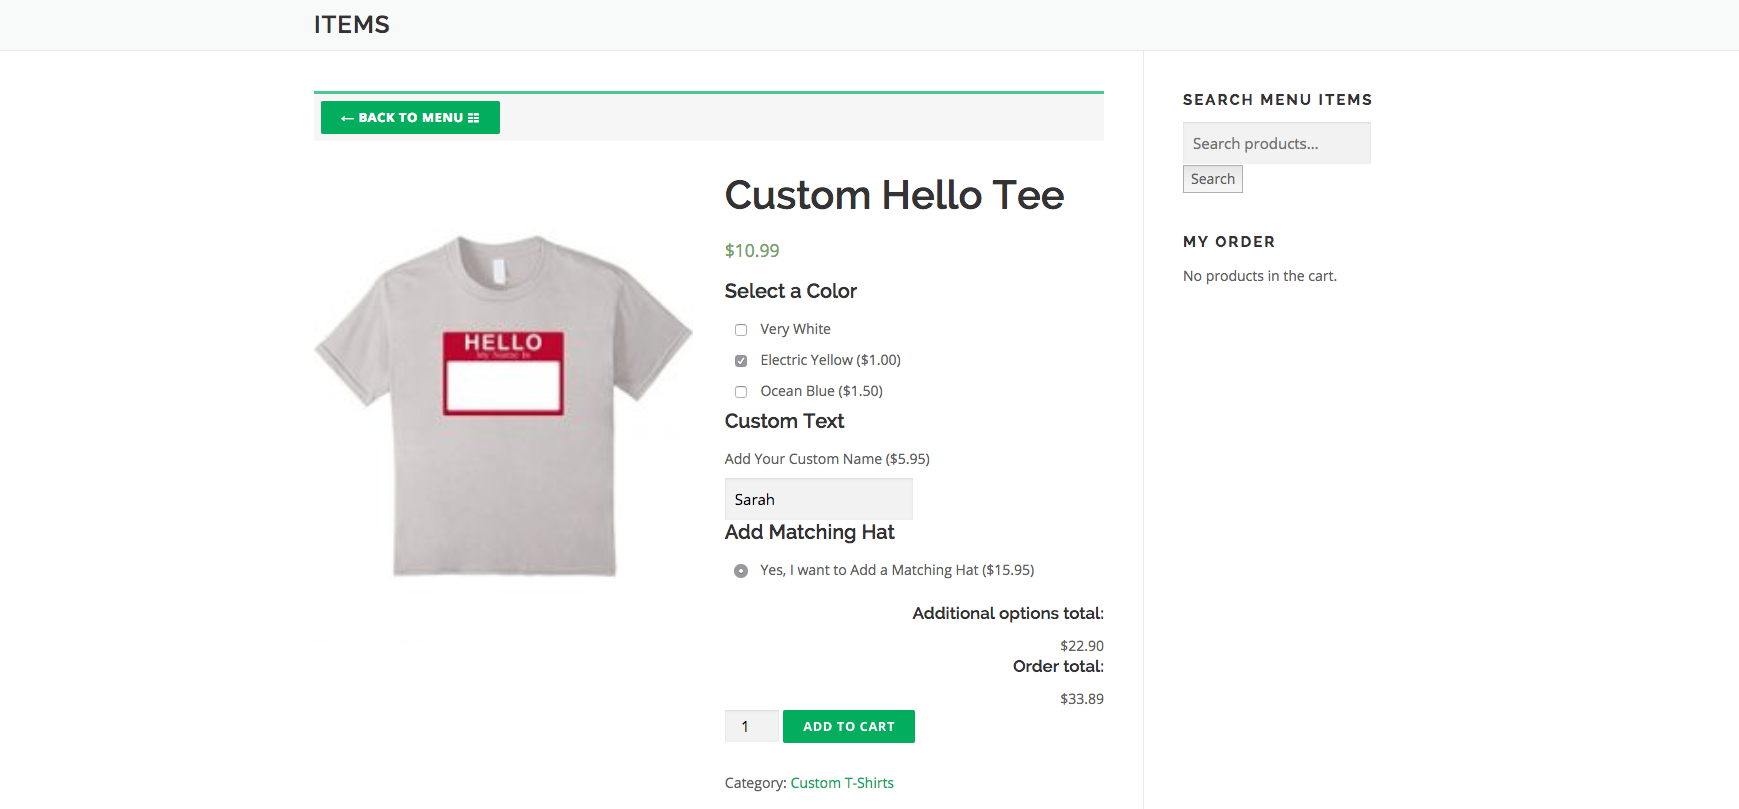 ITEMS
← BACK TO MENU
Custom Hello Tee
$10.99
Select a Color
Very White
Electric Yellow ($1.00)
Ocean Blue ($1.50)
Custom Text
Add Your Custom Name ($5.95)
Sarah
Add Matching Hat
Yes, I want to Add a Matching Hat ($15.95)
Additional options total:
$22.90
Order total:
$33.89
1
ADD TO CART
Category: Custom T-Shirts
HELLO
My Name Is
SEARCH MENU ITEMS
Search products...
Search
MY ORDER
No products in the cart.